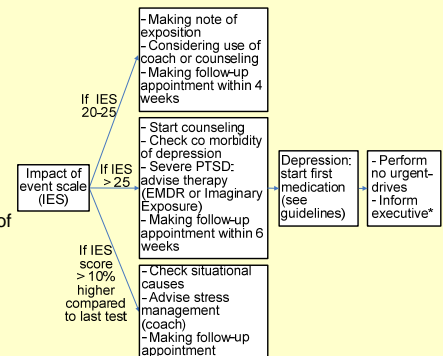 - Making note of
exposition
- Considering use of
coach or counseling
- Making follow-up
appointment within 4
weeks
If IES
20-25
Impact of
event scale
(IES)
If IES
> 25
- Start counseling
- Check co morbidity
of depression
- Severe PTSD:
advise therapy
(EMDR or Imaginary
Exposure)
- Making follow-up
appointment within 6
weeks
Depression:
start first
medication
(see
guidelines)
- Perform
no urgent-
drives
- Inform
executive*
of
If IES
score
> 10%
higher
compared
to last test
- Check situational
causes
- Advise stress
management
(coach)
- Making follow-up
appointment